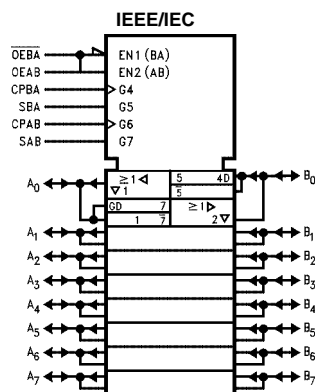 IEEE/IEC
OEBA EN1 (BA)
OEAB EN2 (AB)
CPBA G4
SBA G5
CPAB G6
SAB G7
A0 ≥1 5 4D B0
▽1 5
GD 7 ≥1
1 7 2▽
A1 B1
A2 B2
A3 B3
A4 B4
A5 B5
A6 B6
A7 B7